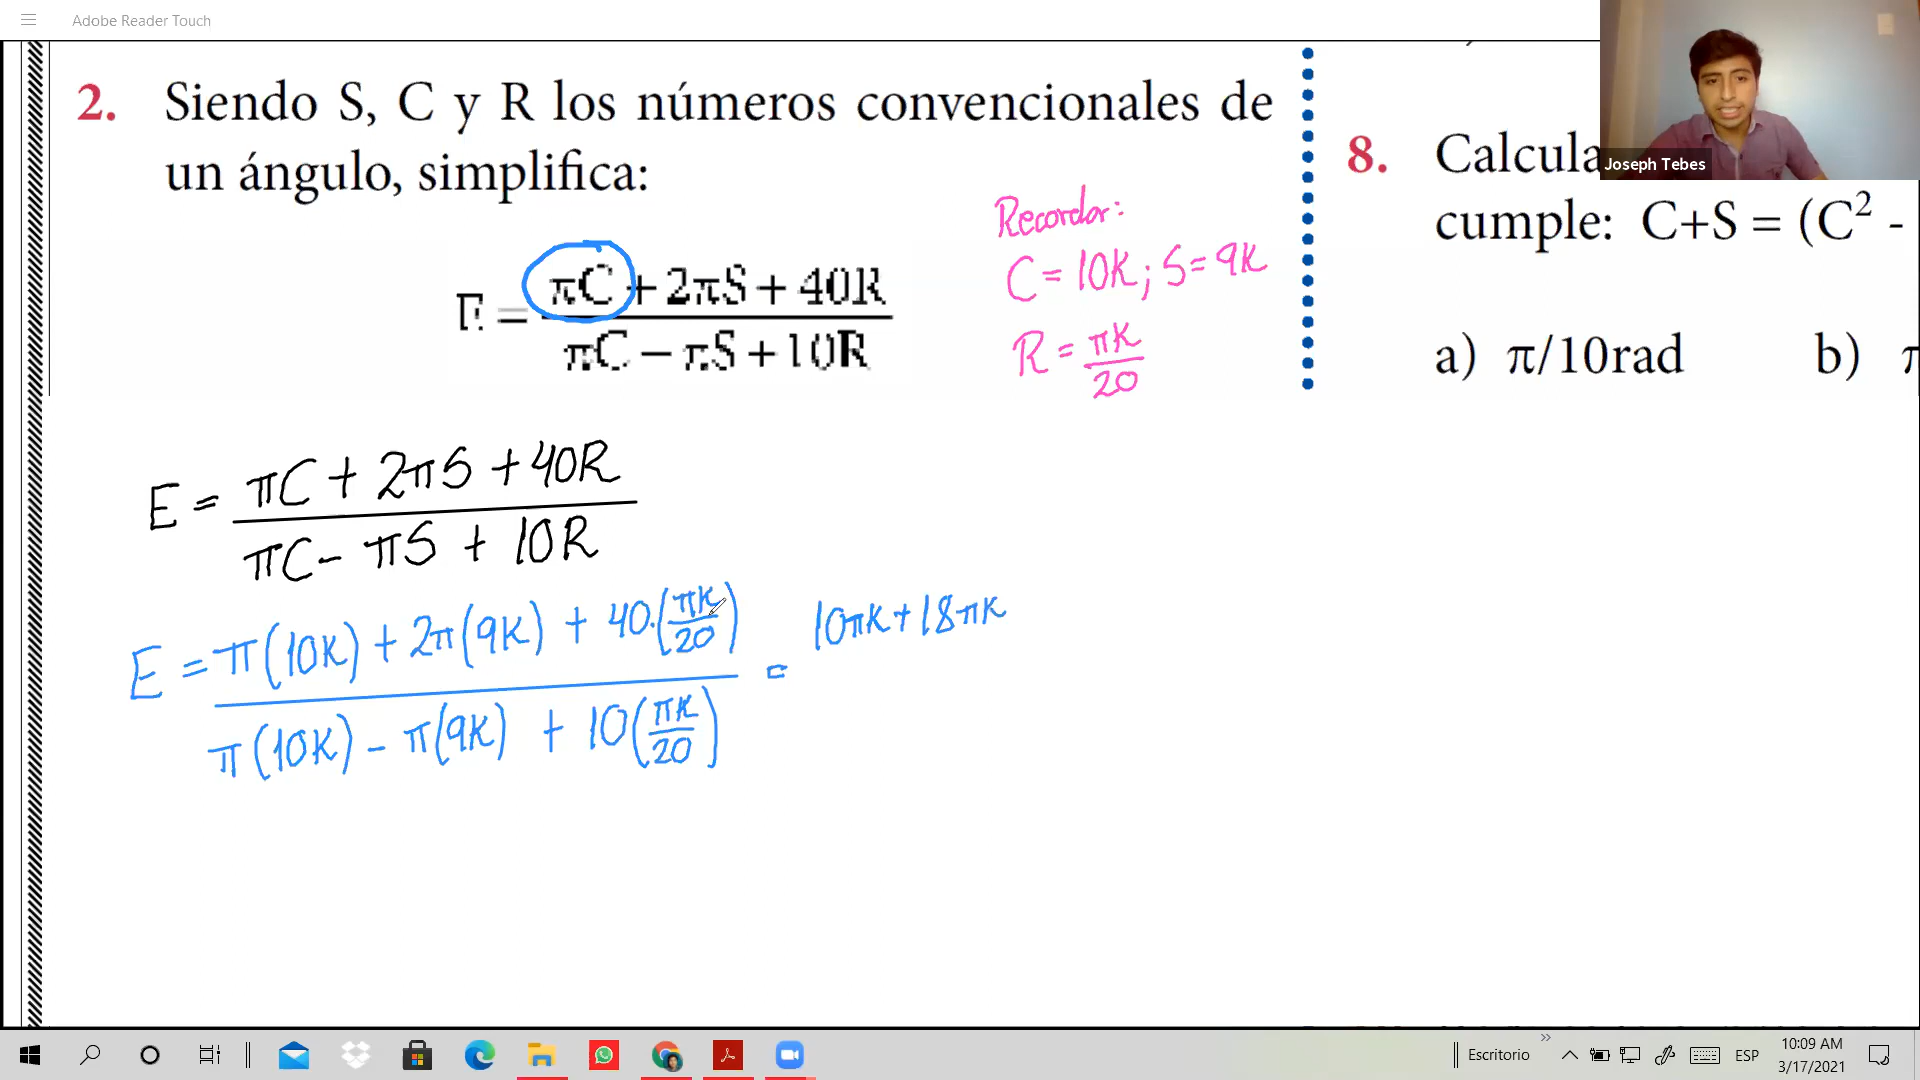 Adobe Reader Touch
2. Siendo S, C y R los números convencionales de
un ángulo, simplifica:
E = πC + 2πS + 40R
πC − πS + 10R
Recordar:
C = 10K; S = 9K
R = πK
20
8. Calcula
cumple: C+S = (C² -
a) π/10rad b)
Joseph Tebes
E = πC + 2πS + 40R
πC - πS + 10R
E = π(10K) + 2π(9K) + 40.(πK/20) = 10πK + 18πK
π(10K) - π(9K) + 10(πK/20)
Escritorio
ESP
10:09 AM
3/17/2021